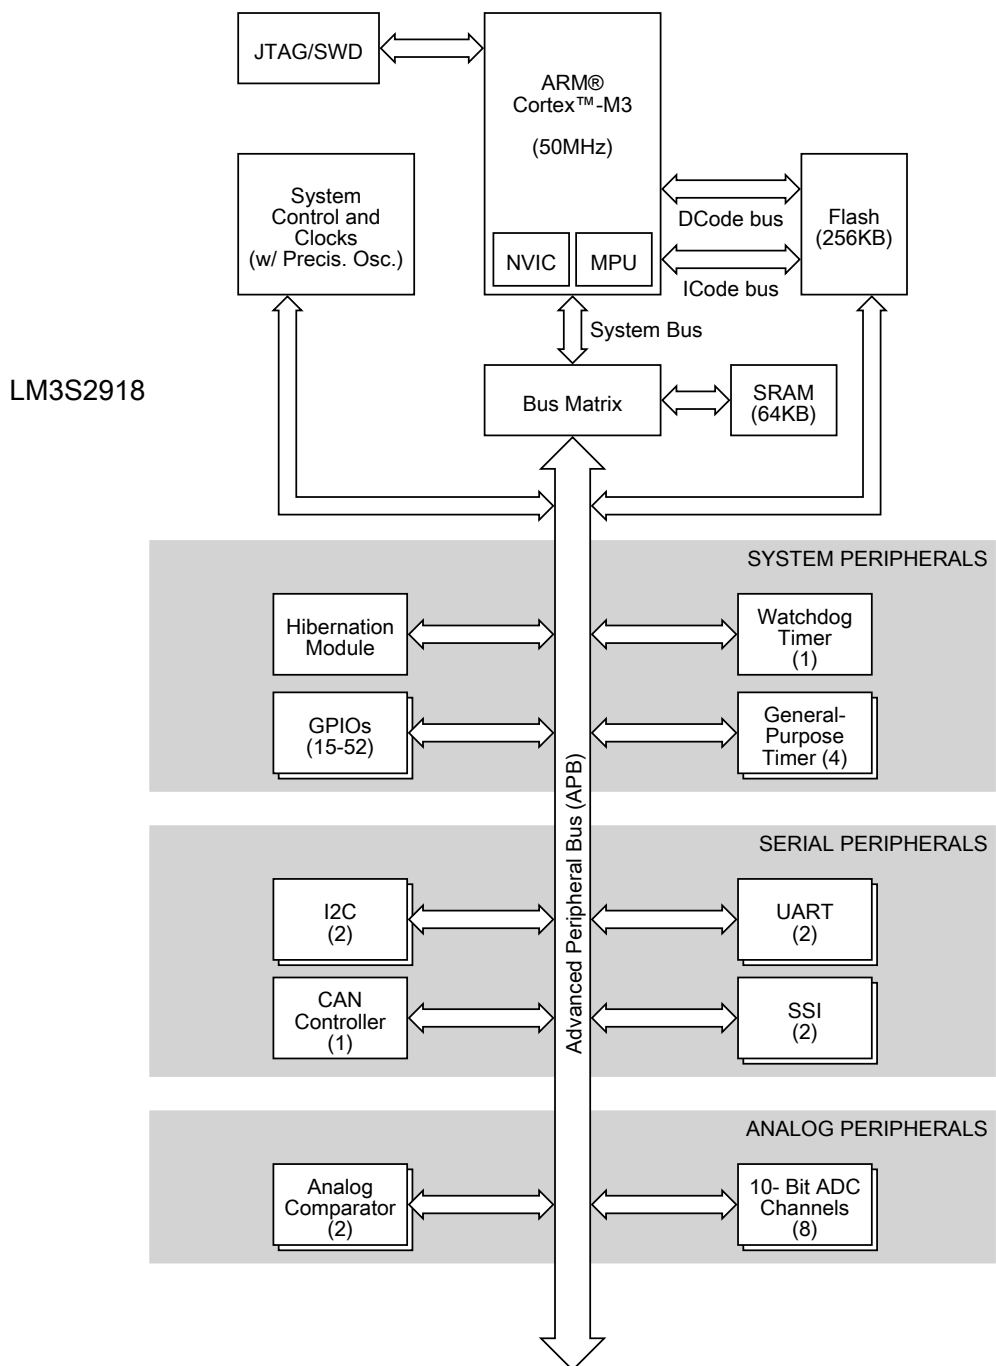 JTAG/SWD
ARM®
Cortex™-M3
(50MHz)
NVIC
MPU
System
Control and
Clocks
(w/ Precis. Osc.)
DCode bus
ICode bus
Flash
(256KB)
System Bus
LM3S2918
Bus Matrix
SRAM
(64KB)
SYSTEM PERIPHERALS
Hibernation
Module
Watchdog
Timer
(1)
GPIOs
(15-52)
General-
Purpose
Timer (4)
Advanced Peripheral Bus (APB)
SERIAL PERIPHERALS
I2C
(2)
UART
(2)
CAN
Controller
(1)
SSI
(2)
ANALOG PERIPHERALS
Analog
Comparator
(2)
10- Bit ADC
Channels
(8)